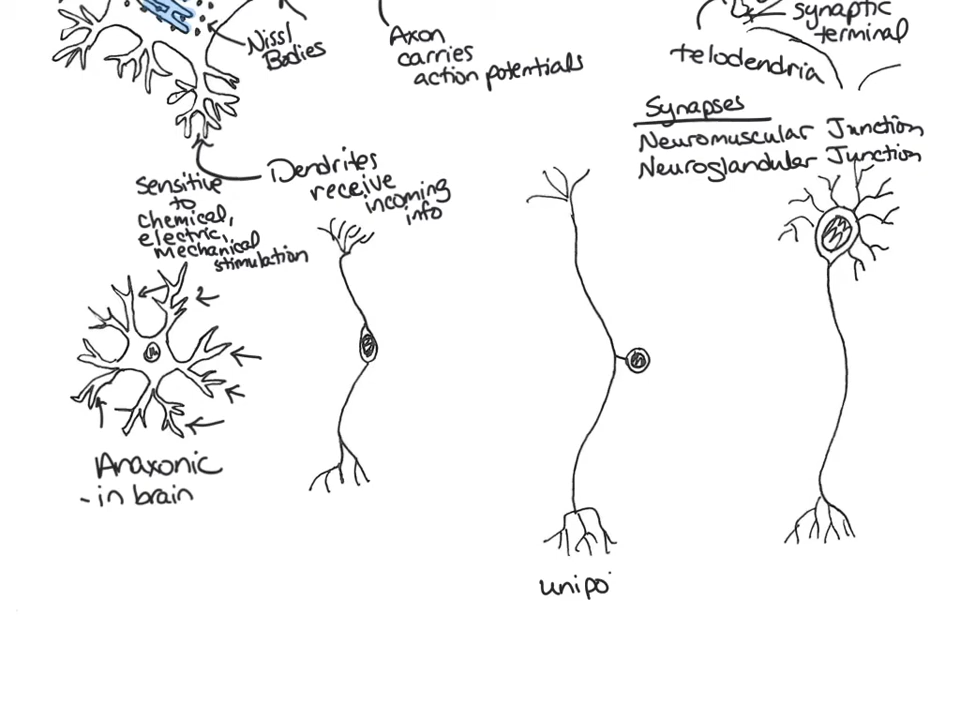 Nissl
Bodies
Axon
carries
action potentials
synaptic
terminal
telodendria
Synapses
Neuromuscular Junction
Neuroglandular Junction
Dendrites
receive
incoming
info
Sensitive
to
chemical,
electric,
mechanical
stimulation
Anaxonic
- in brain
unipo